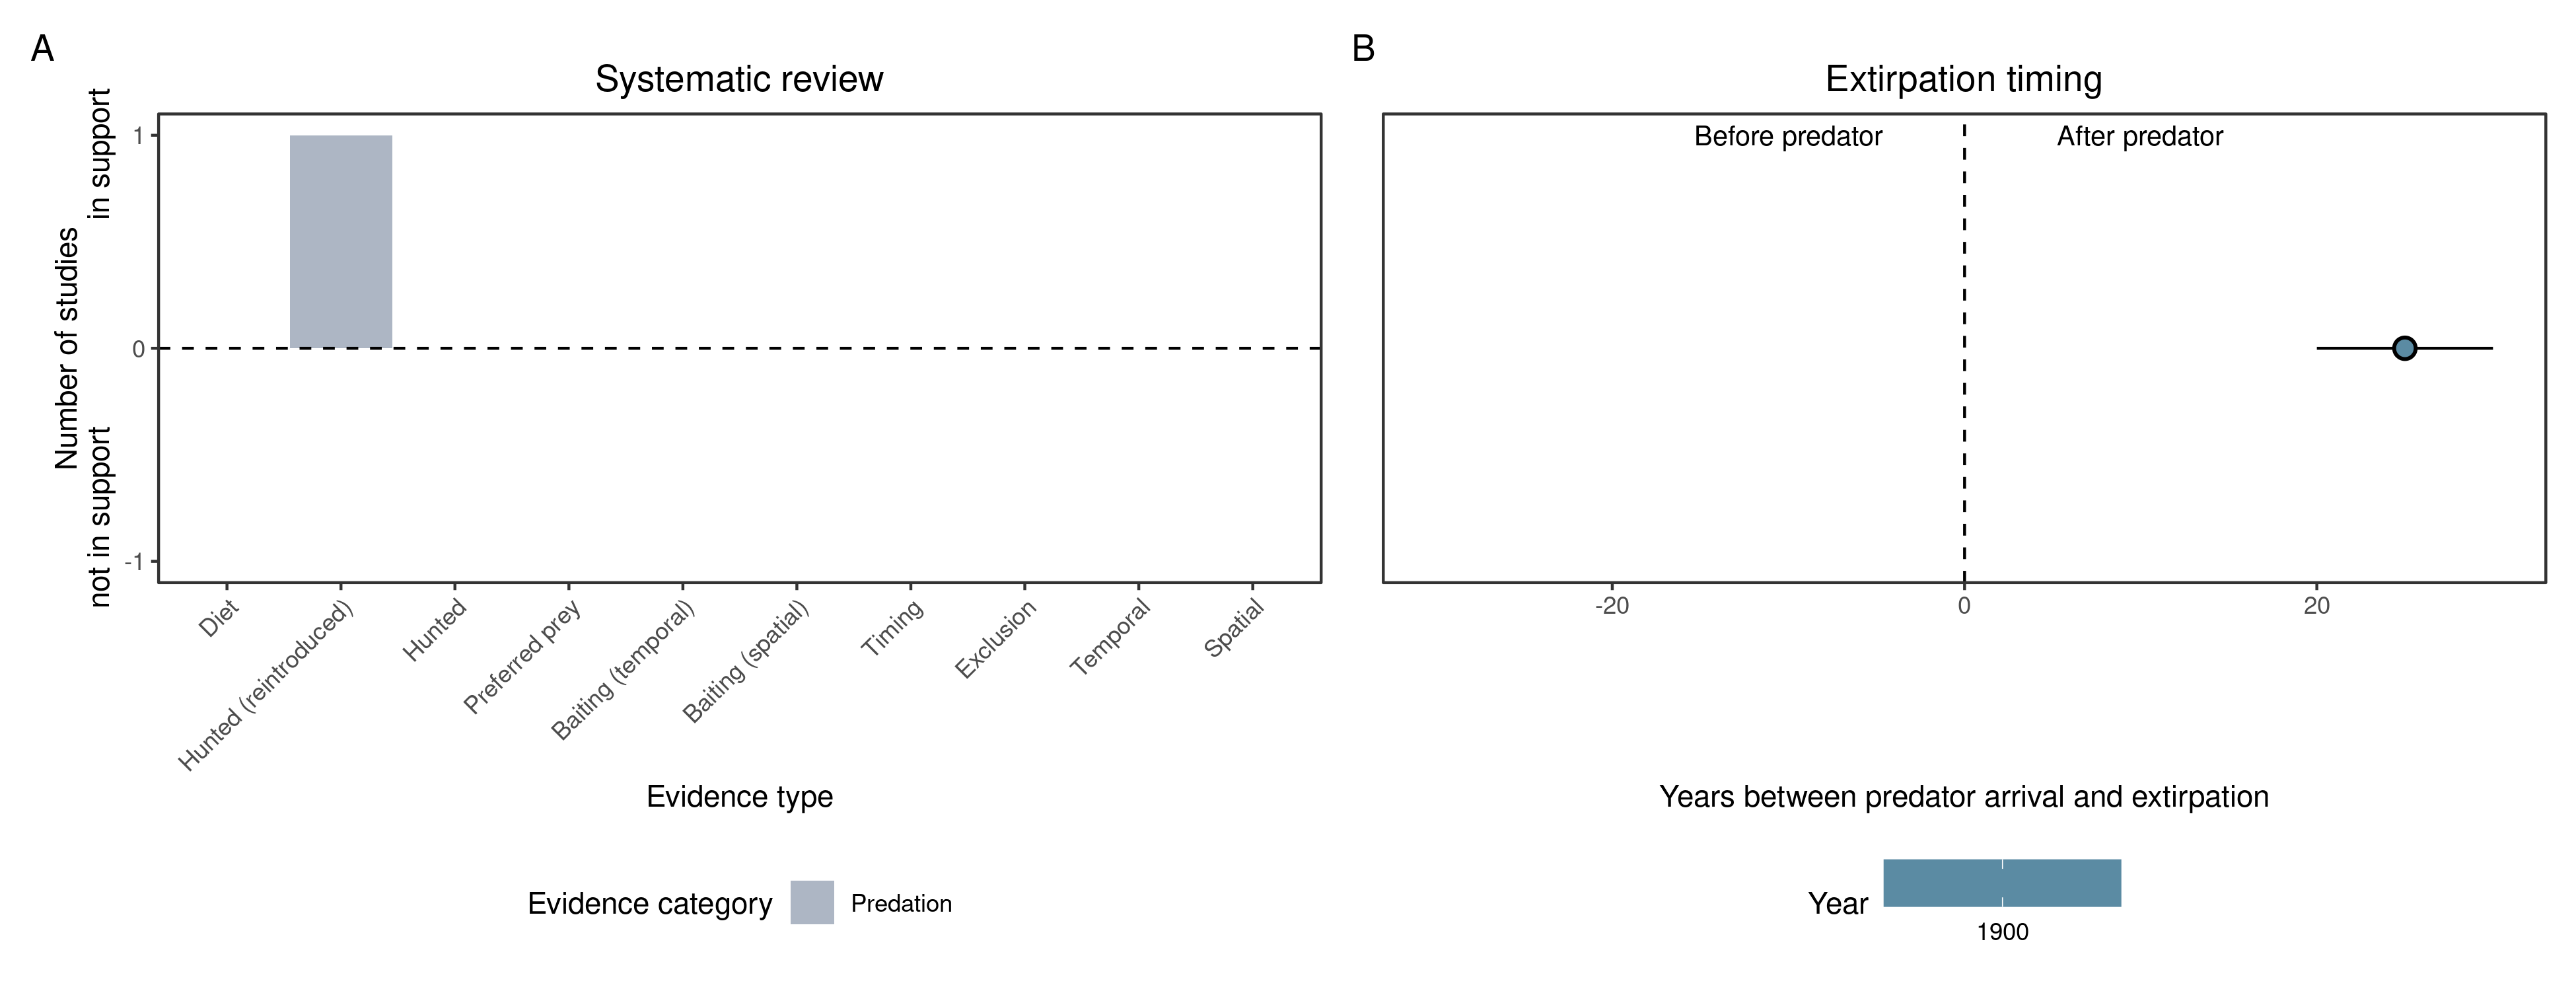 A
Systematic review
Number of studies
in support
not in support
1
0
-1
Diet
Hunted (reintroduced)
Hunted
Preferred prey
Baiting (temporal)
Baiting (spatial)
Timing
Exclusion
Temporal
Spatial
Evidence type
Evidence category Predation
B
Extirpation timing
Before predator After predator
-20 0 20
Years between predator arrival and extirpation
Year
1900